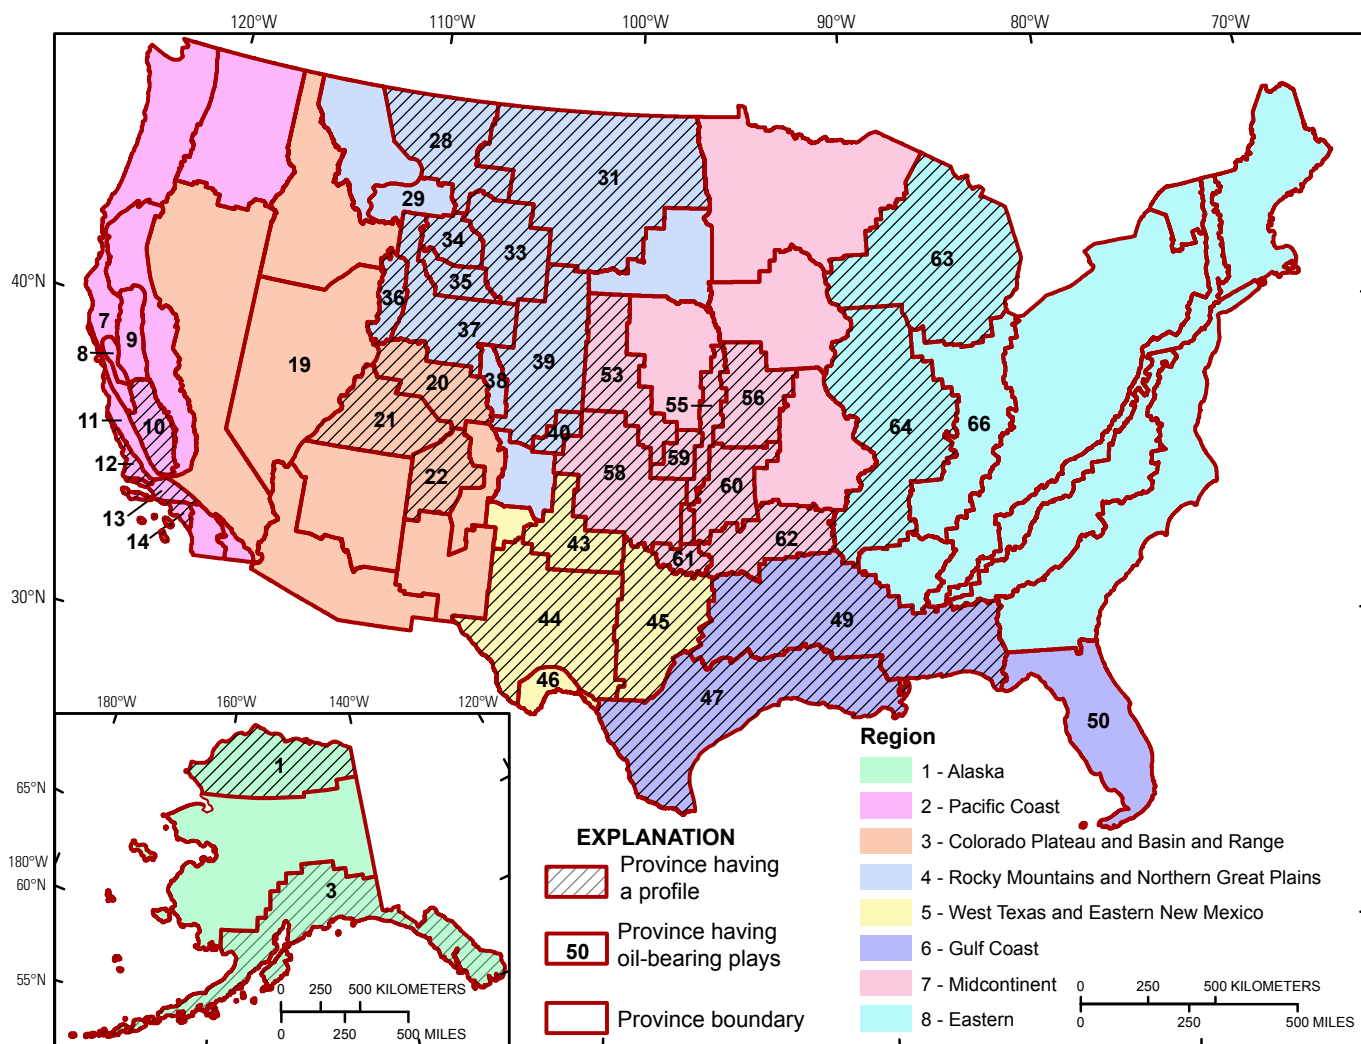 120°W 110°W 100°W 90°W 80°W 70°W
28
31
29
34
33
63
40°N
35
36
7
9
37
8
19
39
53
20
38
55
56
11
21
10
40
64
66
12
59
22
58
60
13
14
43
62
61
30°N
44
45
49
46
47
50
180°W 160°W 140°W 120°W
1
65°N
180°W
60°N
3
55°N
0 250 500 KILOMETERS
0 250 500 MILES
EXPLANATION
Province having
a profile
50
Province having
oil-bearing plays
Province boundary
Region
1 - Alaska
2 - Pacific Coast
3 - Colorado Plateau and Basin and Range
4 - Rocky Mountains and Northern Great Plains
5 - West Texas and Eastern New Mexico
6 - Gulf Coast
7 - Midcontinent
8 - Eastern
0 250 500 KILOMETERS
0 250 500 MILES